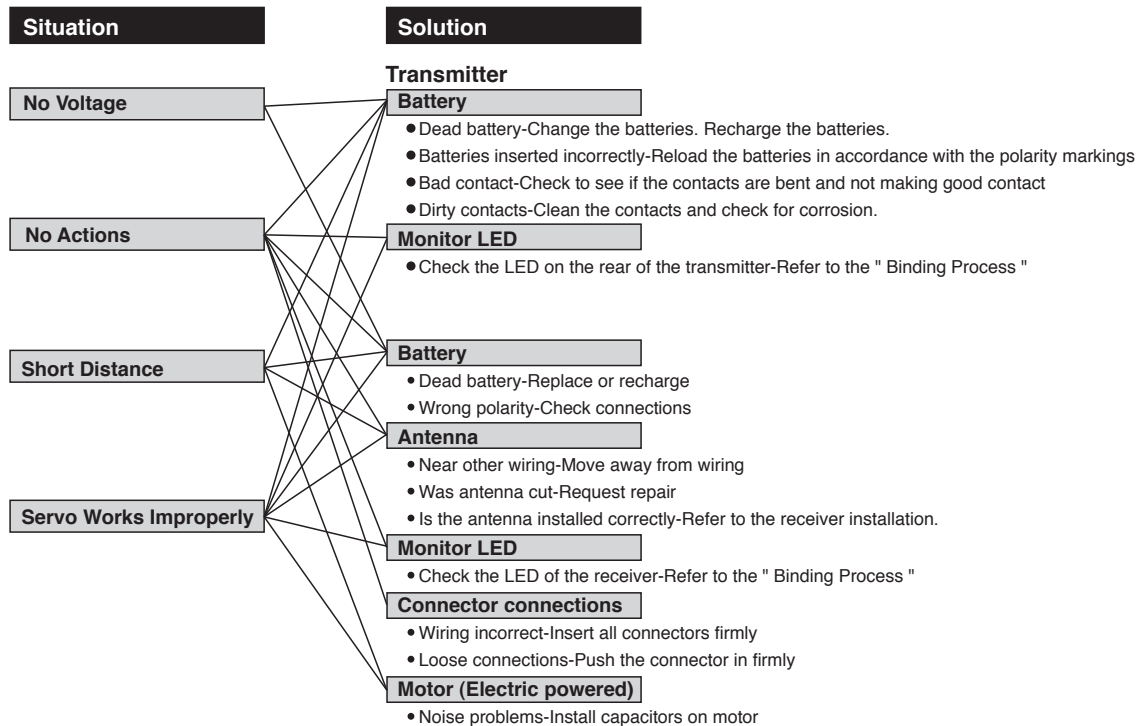 Situation
Solution
No Voltage
No Actions
Short Distance
Servo Works Improperly
Transmitter
Battery
●Dead battery-Change the batteries. Recharge the batteries.
●Batteries inserted incorrectly-Reload the batteries in accordance with the polarity markings
●Bad contact-Check to see if the contacts are bent and not making good contact
●Dirty contacts-Clean the contacts and check for corrosion.
Monitor LED
●Check the LED on the rear of the transmitter-Refer to the " Binding Process "
Battery
●Dead battery-Replace or recharge
●Wrong polarity-Check connections
Antenna
●Near other wiring-Move away from wiring
●Was antenna cut-Request repair
●Is the antenna installed correctly-Refer to the receiver installation.
Monitor LED
●Check the LED of the receiver-Refer to the " Binding Process "
Connector connections
●Wiring incorrect-Insert all connectors firmly
●Loose connections-Push the connector in firmly
Motor (Electric powered)
●Noise problems-Install capacitors on motor